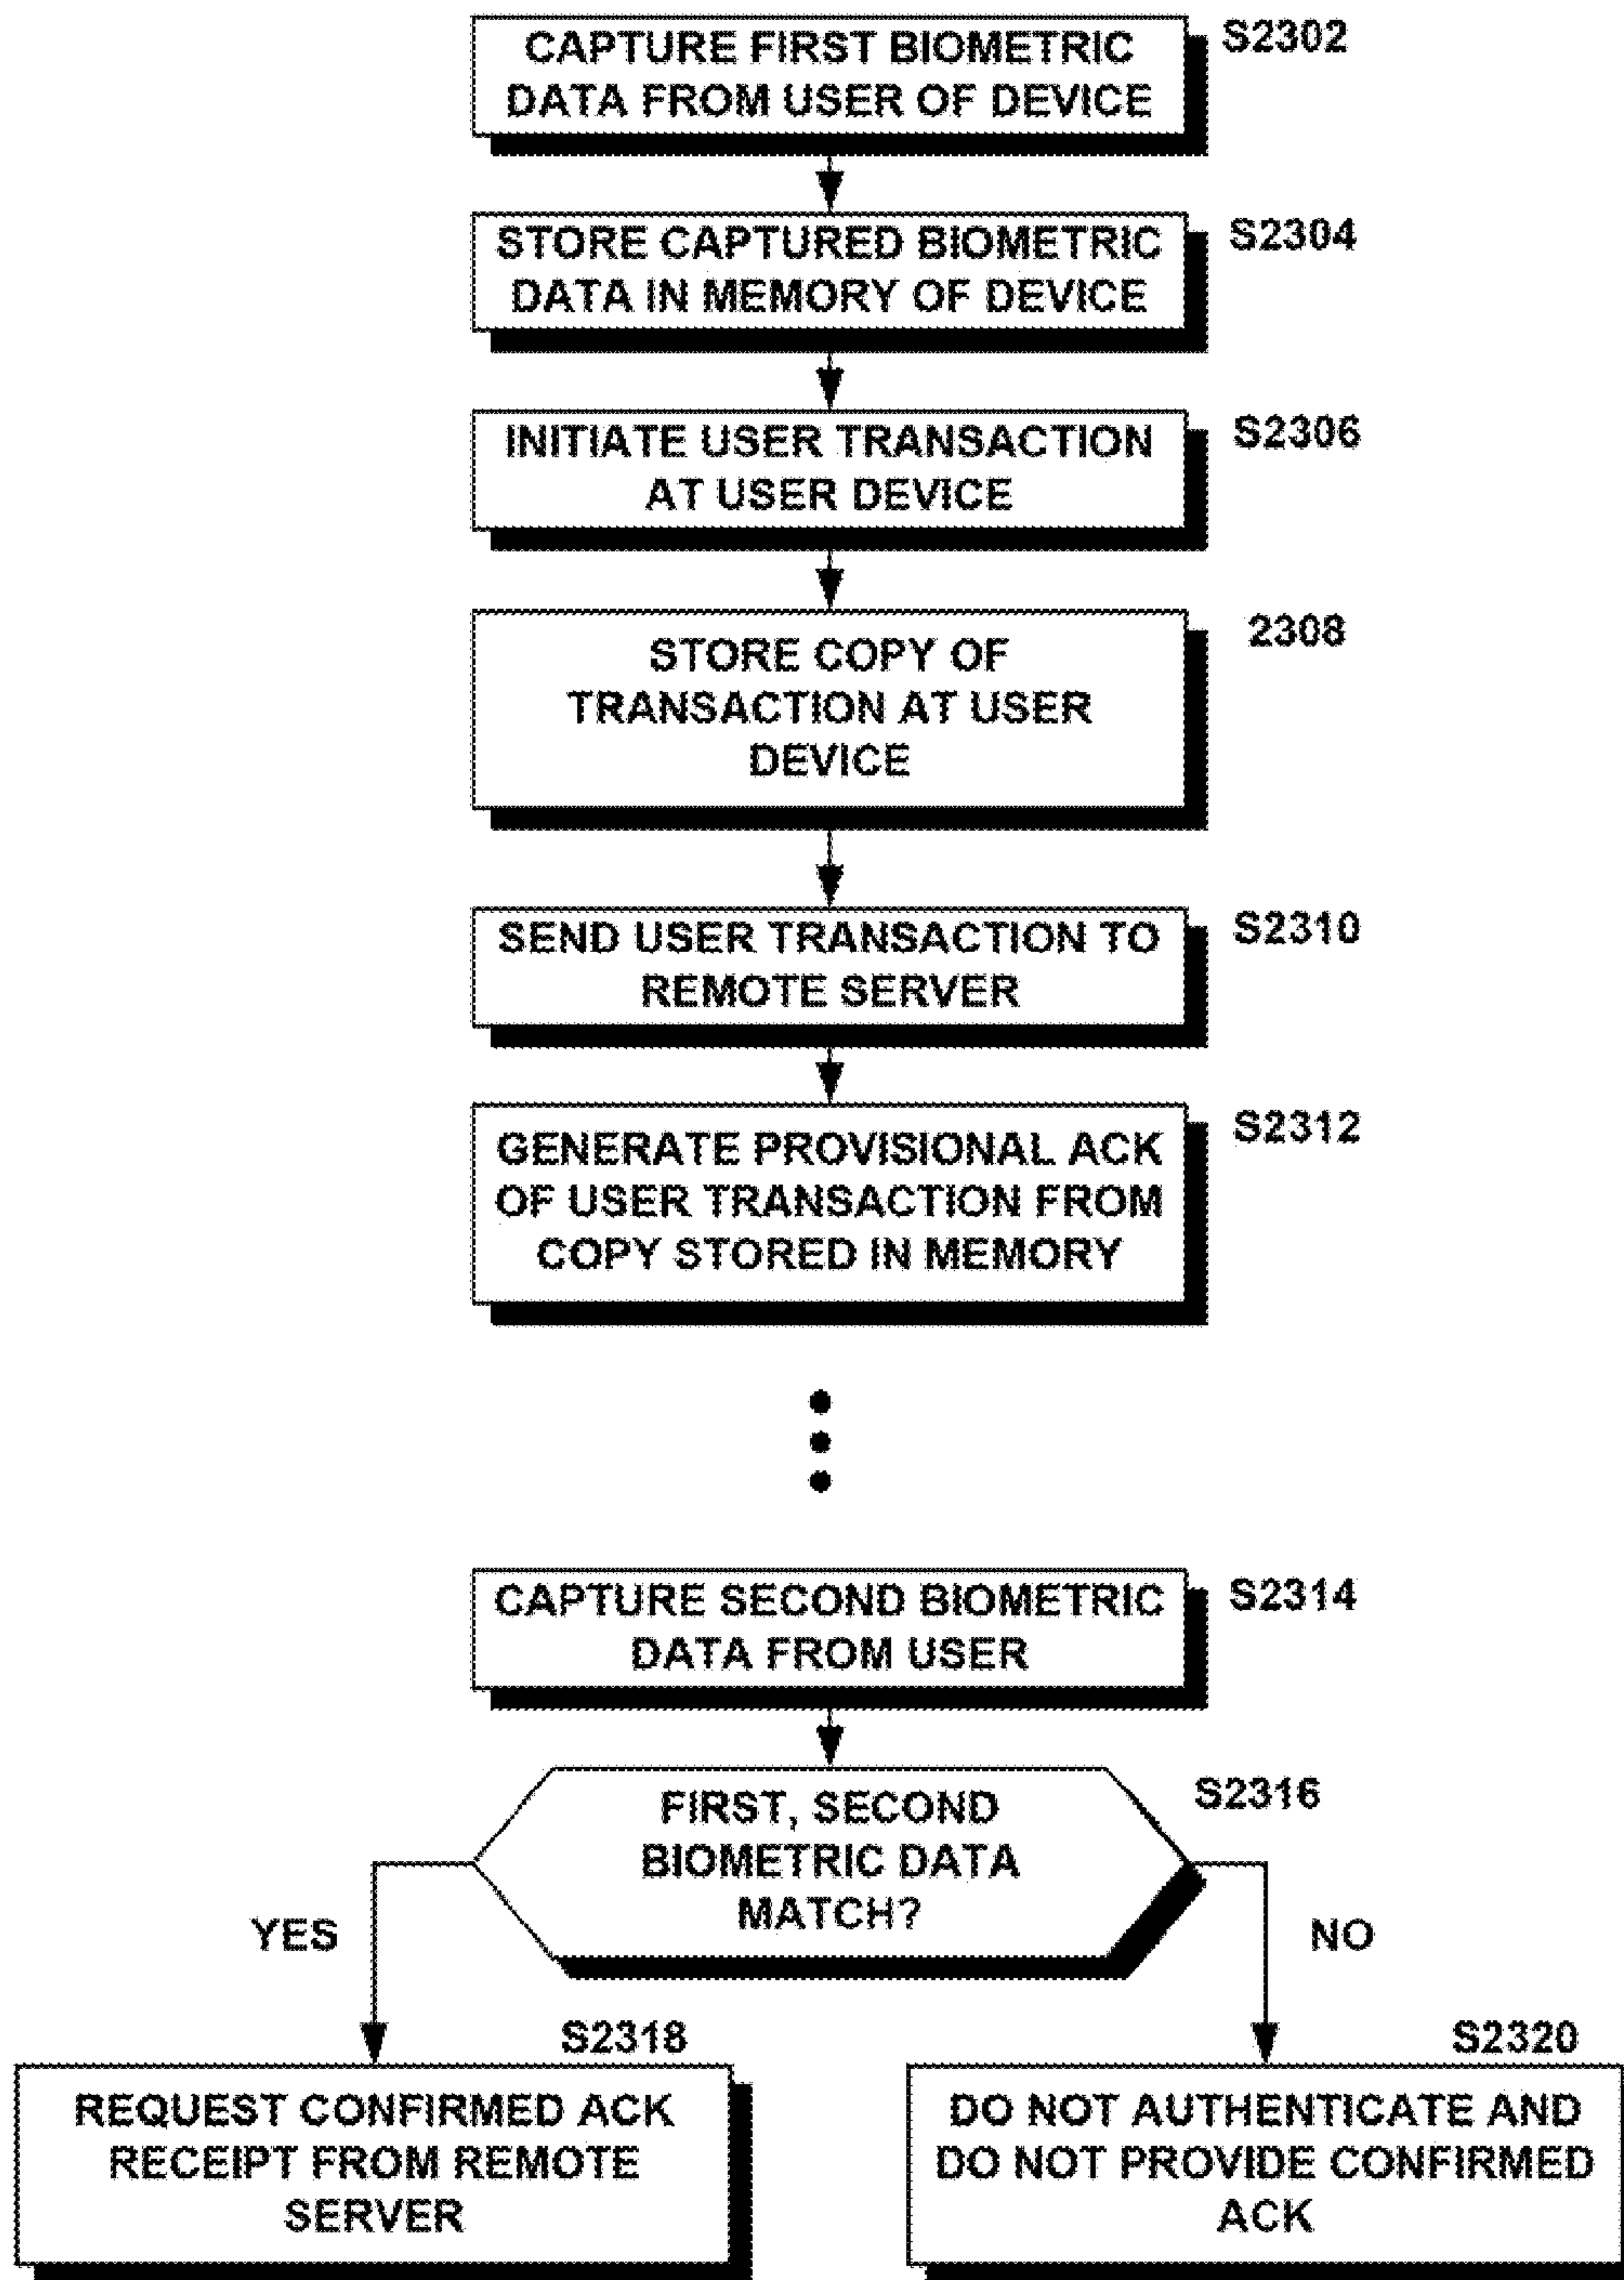 CAPTURE FIRST BIOMETRIC
DATA FROM USER OF DEVICE
S2302
STORE CAPTURED BIOMETRIC
DATA IN MEMORY OF DEVICE
S2304
INITIATE USER TRANSACTION
AT USER DEVICE
S2306
STORE COPY OF
TRANSACTION AT USER
DEVICE
2308
SEND USER TRANSACTION TO
REMOTE SERVER
S2310
GENERATE PROVISIONAL ACK
OF USER TRANSACTION FROM
COPY STORED IN MEMORY
S2312
CAPTURE SECOND BIOMETRIC
DATA FROM USER
S2314
FIRST, SECOND
BIOMETRIC DATA
MATCH?
S2316
YES
NO
S2318
REQUEST CONFIRMED ACK
RECEIPT FROM REMOTE
SERVER
S2320
DO NOT AUTHENTICATE AND
DO NOT PROVIDE CONFIRMED
ACK